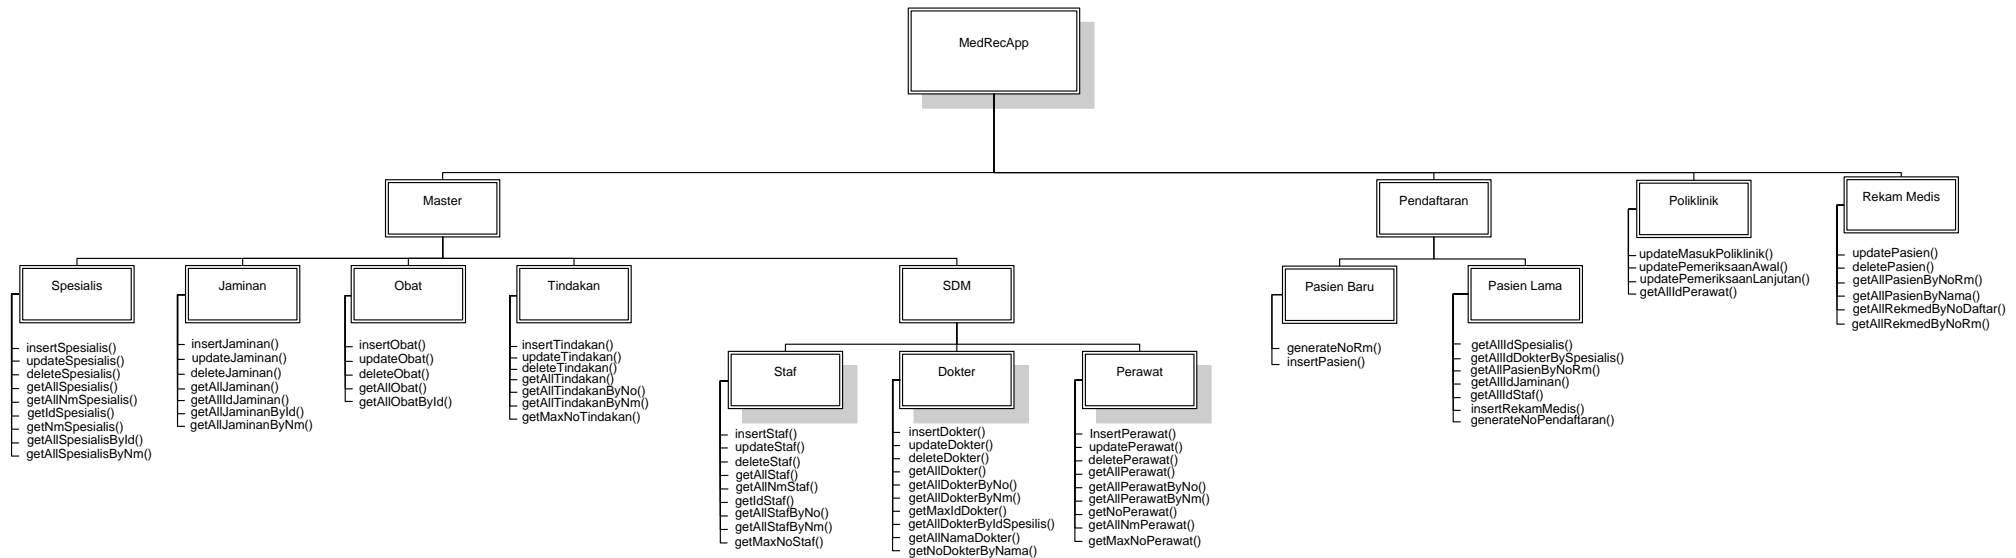 MedRecApp
Master
Pendaftaran
Poliklinik
Rekam Medis
Spesialis
insertSpesialis()
updateSpesialis()
deleteSpesialis()
getAllSpesialis()
getAllNmSpesialis()
getIdSpesialis()
getNmSpesialis()
getAllSpesialisById()
getAllSpesialisByNm()
Jaminan
insertJaminan()
updateJaminan()
deleteJaminan()
getAllJaminan()
getAllIdJaminan()
getAllJaminanById()
getAllJaminanByNm()
Obat
insertObat()
updateObat()
deleteObat()
getAllObat()
getAllObatById()
Tindakan
insertTindakan()
updateTindakan()
deleteTindakan()
getAllTindakan()
getAllTindakanByNo()
getAllTindakanByNm()
getMaxNoTindakan()
SDM
Staf
insertStaf()
updateStaf()
deleteStaf()
getAllStaf()
getAllNmStaf()
getIdStaf()
getAllStafByNo()
getAllStafByNm()
getMaxNoStaf()
Dokter
insertDokter()
updateDokter()
deleteDokter()
getAllDokter()
getAllDokterByNo()
getAllDokterByNm()
getMaxIdDokter()
getAllDokterByIdSpesilis()
getAllNamaDokter()
getNoDokterByNama()
Perawat
InsertPerawat()
updatePerawat()
deletePerawat()
getAllPerawat()
getAllPerawatByNo()
getAllPerawatByNm()
getNoPerawat()
getAllNmPerawat()
getMaxNoPerawat()
Pasien Baru
generateNoRm()
insertPasien()
Pasien Lama
getAllIdSpesialis()
getAllIdDokterBySpesialis()
getAllPasienByNoRm()
getAllIdJaminan()
getAllIdStaf()
insertRekamMedis()
generateNoPendaftaran()
updateMasukPoliklinik()
updatePemeriksaanAwal()
updatePemeriksaanLanjutan()
getAllIdPerawat()
updatePasien()
deletePasien()
getAllPasienByNoRm()
getAllPasienByNama()
getAllRekmedByNoDaftar()
getAllRekmedByNoRm()